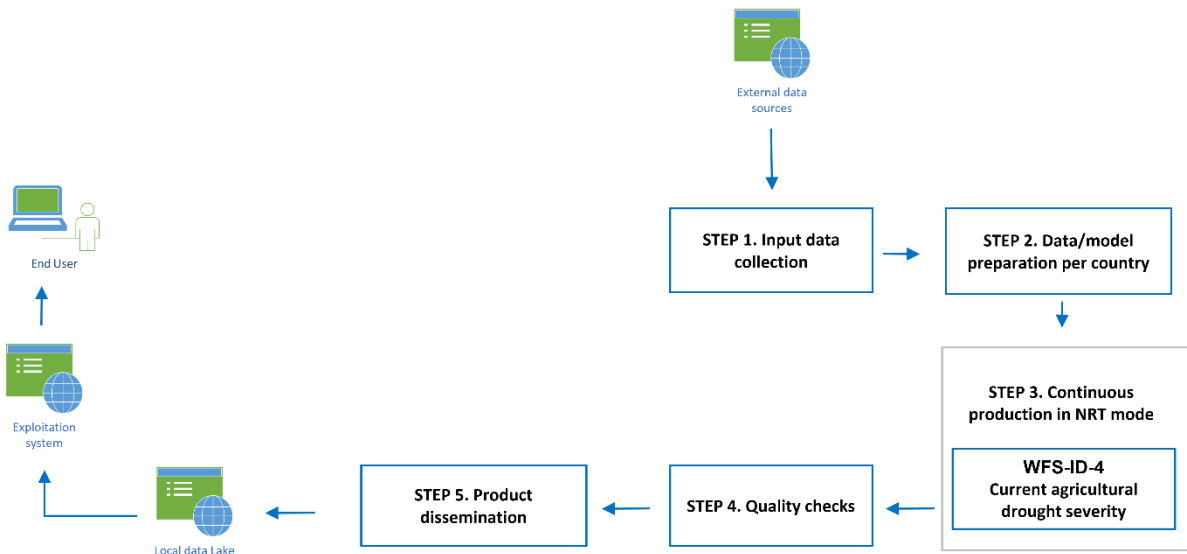 External data
sources
STEP 1. Input data
collection
STEP 2. Data/model
preparation per country
End User
STEP 3. Continuous
production in NRT mode
WFS-ID-4
Current agricultural
drought severity
Exploitation
system
STEP 5. Product
dissemination
STEP 4. Quality checks
Local data Lake